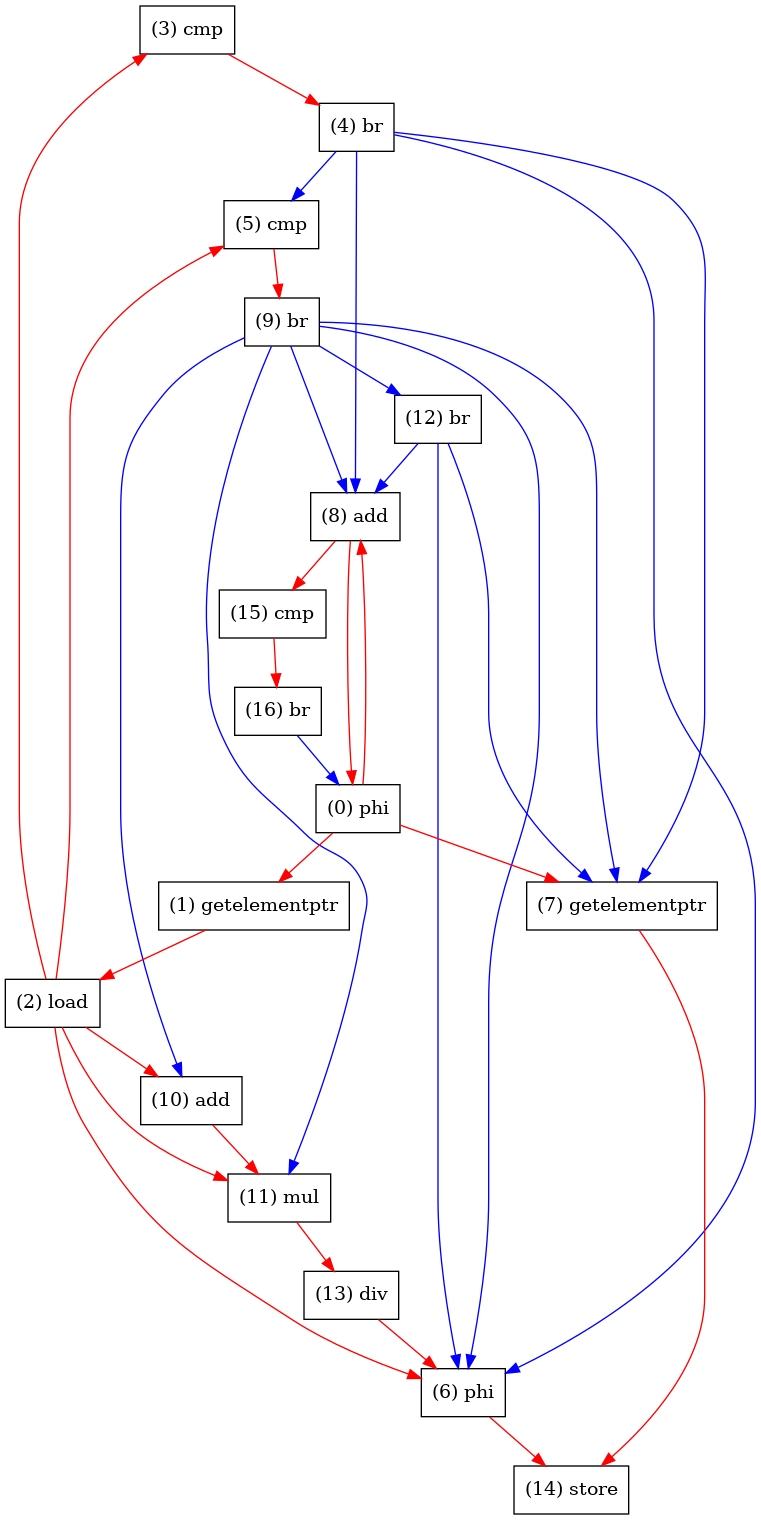 (3) cmp
(4) br
(5) cmp
(9) br
(12) br
(8) add
(15) cmp
(16) br
(0) phi
(1) getelementptr
(7) getelementptr
(2) load
(10) add
(11) mul
(13) div
(6) phi
(14) store